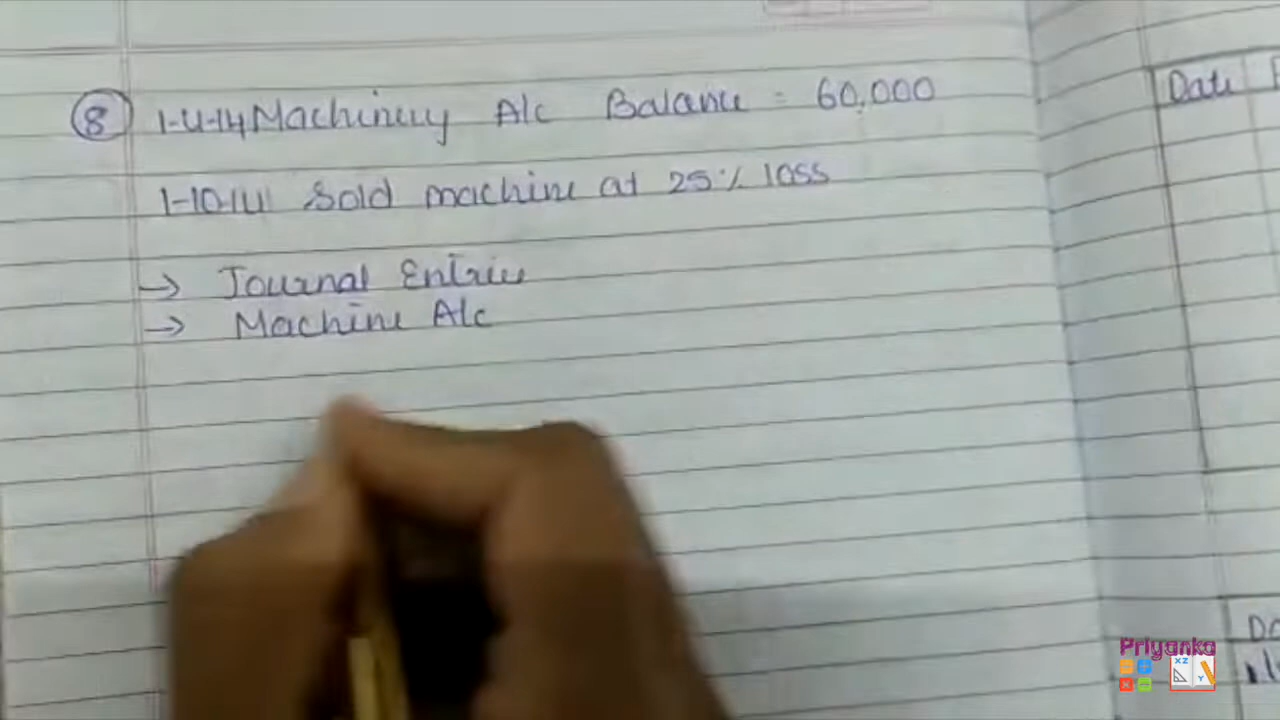 8 1-4-14 Machinery A/c Balance = 60,000
1-10-14 Sold machine at 25% loss
→ Journal Entries
→ Machine A/c
Date
Priyanka